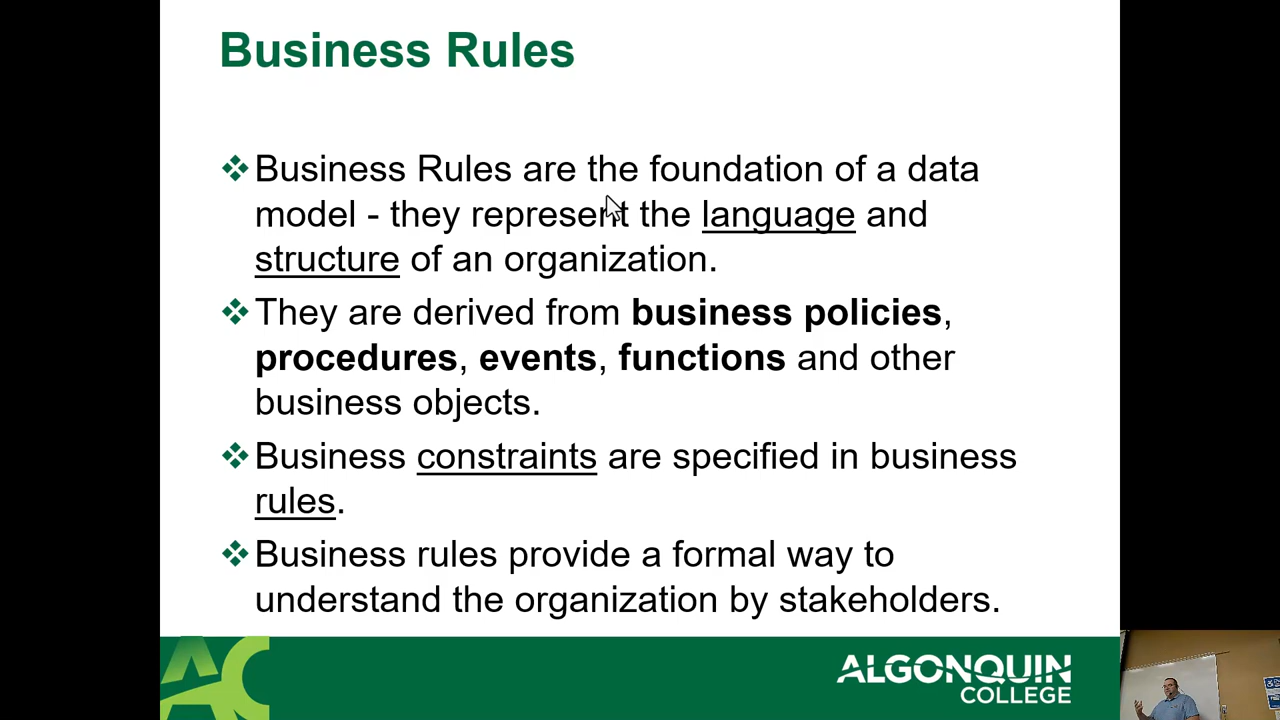 Business Rules
Business Rules are the foundation of a data
model - they represent the language and
structure of an organization.
They are derived from business policies,
procedures, events, functions and other
business objects.
Business constraints are specified in business
rules.
Business rules provide a formal way to
understand the organization by stakeholders.
AC
ALGONQUIN
COLLEGE